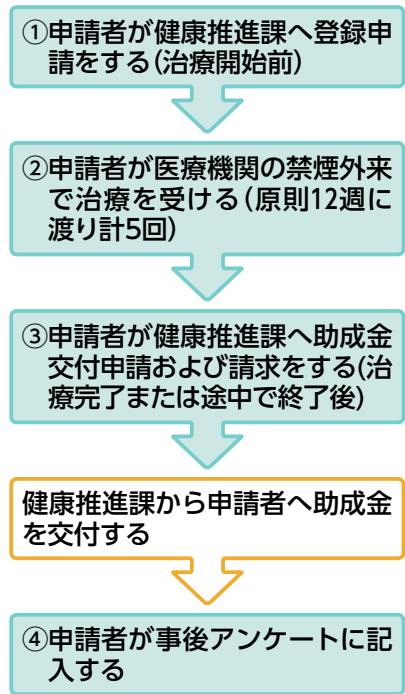 ①申請者が健康推進課へ登録申
請をする(治療開始前)
②申請者が医療機関の禁煙外来
で治療を受ける(原則12週に
渡り計5回)
③申請者が健康推進課へ助成金
交付申請および請求をする(治
療完了または途中で終了後)
健康推進課から申請者へ助成金
を交付する
④申請者が事後アンケートに記
入する